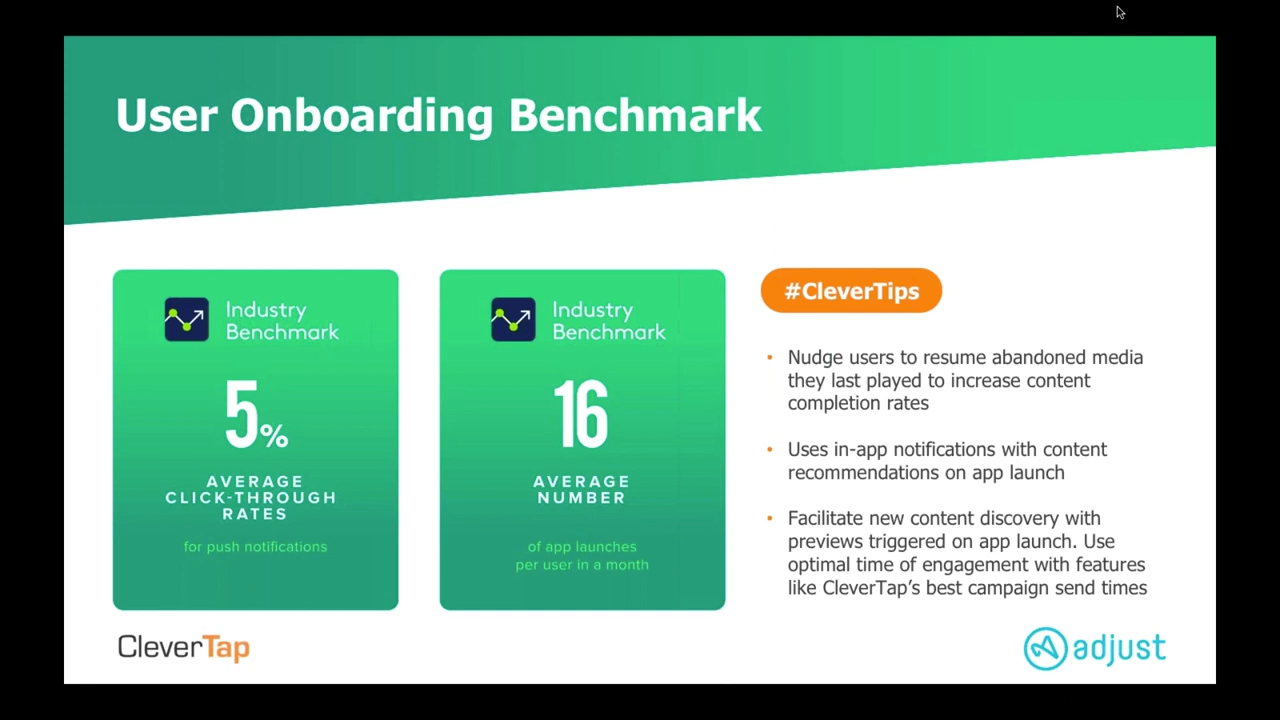 User Onboarding Benchmark
Industry
Benchmark
5%
AVERAGE
CLICK-THROUGH
RATES
for push notifications
Industry
Benchmark
16
AVERAGE
NUMBER
of app launches
per user in a month
#CleverTips
• Nudge users to resume abandoned media
they last played to increase content
completion rates
• Uses in-app notifications with content
recommendations on app launch
• Facilitate new content discovery with
previews triggered on app launch. Use
optimal time of engagement with features
like CleverTap’s best campaign send times
CleverTap
adjust